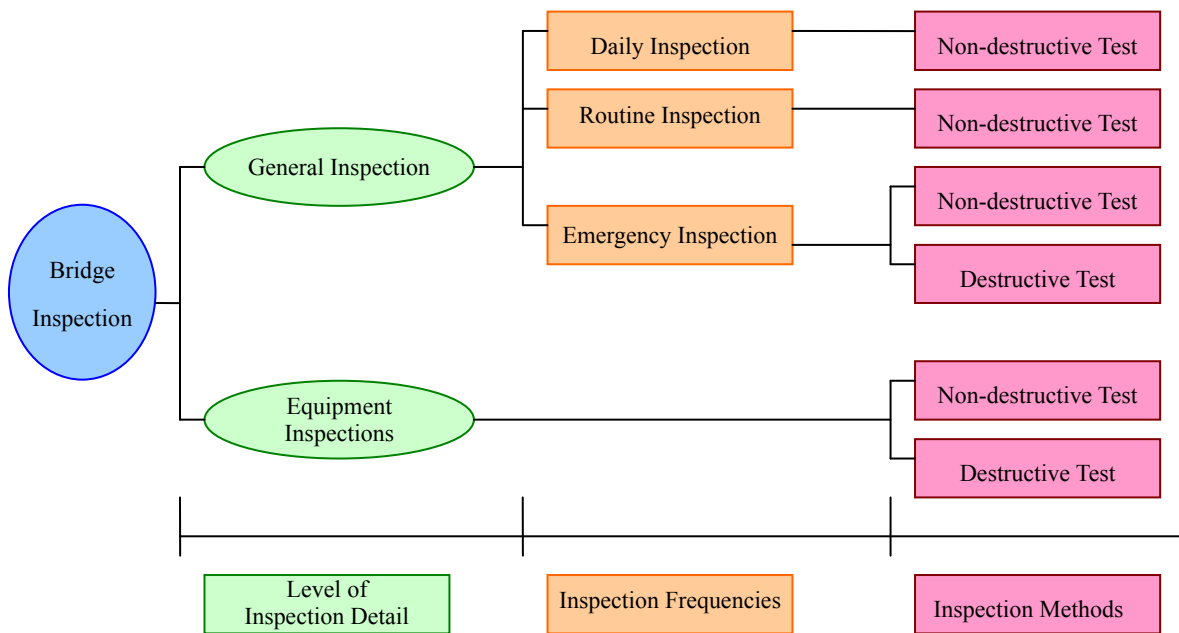 Bridge
Inspection
General Inspection
Equipment
Inspections
Daily Inspection
Routine Inspection
Emergency Inspection
Non-destructive Test
Non-destructive Test
Non-destructive Test
Destructive Test
Non-destructive Test
Destructive Test
Level of
Inspection Detail
Inspection Frequencies
Inspection Methods